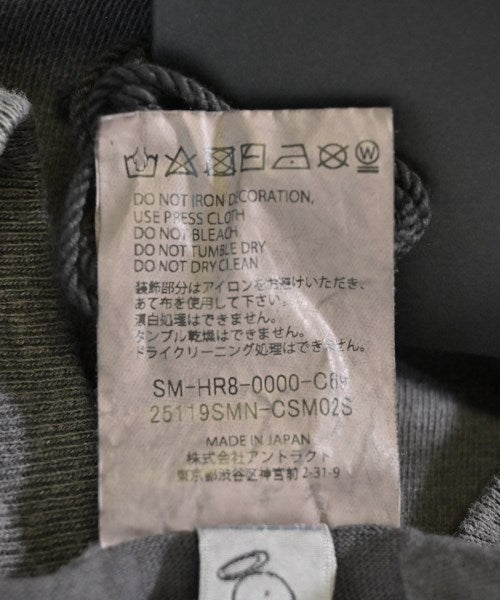 DO NOT IRON DECORATION,
USE PRESS CLOTH
DO NOT BLEACH
DO NOT TUMBLE DRY
DO NOT DRY CLEAN
装飾部分はアイロンをお避けいただき、
あて布を使用して下さい。
漂白処理はできません。
タンブル乾燥はできません。
ドライクリーニング処理はできません。
SM-HR8-0000-C69
25119SMN-CSM02S
MADE IN JAPAN
株式会社アントラクト
東京都渋谷区神宮前2-31-9